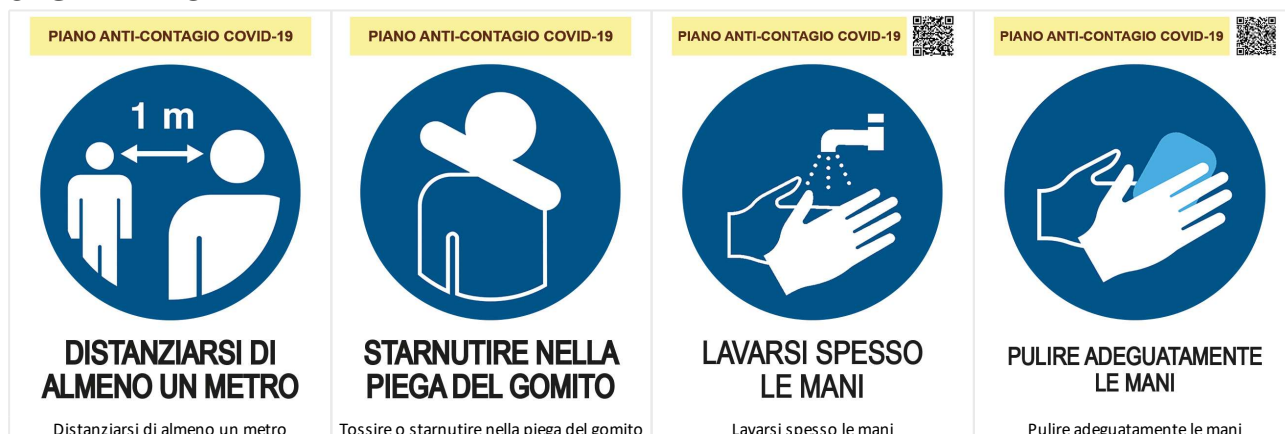 PIANO ANTI-CONTAGIO COVID-19
1 m
DISTANZIARSI DI
ALMENO UN METRO
Distanziarsi di almeno un metro
PIANO ANTI-CONTAGIO COVID-19
STARNUTIRE NELLA
PIEGA DEL GOMITO
Tossire o starnutire nella piega del gomito
PIANO ANTI-CONTAGIO COVID-19
LAVARSI SPESSO
LE MANI
Lavarsi spesso le mani
PIANO ANTI-CONTAGIO COVID-19
PULIRE ADEGUATAMENTE
LE MANI
Pulire adeguatamente le mani